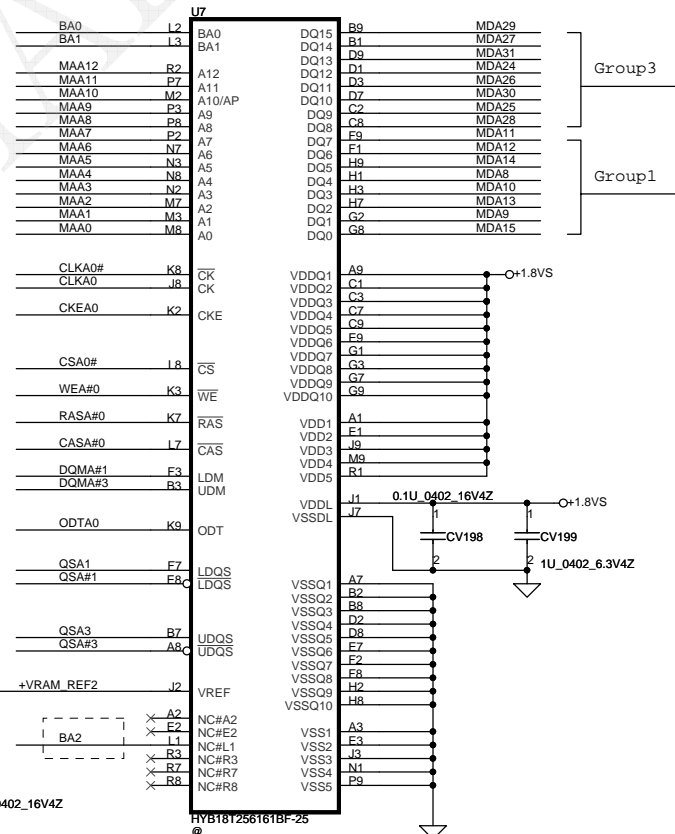 U7
BA0 L2 BA0 DQ15 B9 MDA29
BA1 L3 BA1 DQ14 B1 MDA27
DQ13 D9 MDA31
MAA12 R2 A12 DQ12 D1 MDA24
MAA11 P7 A11 DQ11 D3 MDA26
MAA10 M2 A10/AP DQ10 D7 MDA30
MAA9 P3 A9 DQ9 C2 MDA25
MAA8 P8 A8 DQ8 C8 MDA28
Group3
MAA7 P2 A7 DQ7 F9 MDA11
MAA6 N7 A6 DQ6 F1 MDA12
MAA5 N3 A5 DQ5 H9 MDA14
MAA4 N8 A4 DQ4 H1 MDA8
MAA3 N2 A3 DQ3 H3 MDA10
MAA2 M7 A2 DQ2 H7 MDA13
MAA1 M3 A1 DQ1 G2 MDA9
MAA0 M8 A0 DQ0 G8 MDA15
Group1
CLKA0# K8 CK VDDQ1 A9 +1.8VS
CLKA0 J8 CK VDDQ2 C1
VDDQ3 C3
CKEA0 K2 CKE VDDQ4 C7
VDDQ5 C9
VDDQ6 E9
VDDQ7 G1
CSA0# L8 CS VDDQ8 G3
VDDQ9 G7
WEA#0 K3 WE VDDQ10 G9
RASA#0 K7 RAS VDD1 A1
VDD2 E1
CASA#0 L7 CAS VDD3 J9
VDD4 M9
DQMA#1 F3 LDM VDD5 R1
DQMA#3 B3 UDM
VDDL J1 0.1U_0402_16V4Z +1.8VS
VSSDL J7 1 1
ODTA0 K9 ODT CV198 CV199
2 2 1U_0402_6.3V4Z
QSA1 F7 LDQS
QSA#1 E8 LDQS VSSQ1 A7
VSSQ2 B2
VSSQ3 B8
VSSQ4 D2
QSA3 B7 UDQS VSSQ5 D8
QSA#3 A8 UDQS VSSQ6 E7
VSSQ7 F2
VSSQ8 F8
+VRAM_REF2 J2 VREF VSSQ9 H2
VSSQ10 H8
A2 NC#A2
E2 NC#E2 VSS1 A3
BA2 L1 NC#L1 VSS2 E3
R3 NC#R3 VSS3 J3
R7 NC#R7 VSS4 N1
R8 NC#R8 VSS5 P9
0402_16V4Z
HYB18T256161BF-25
@